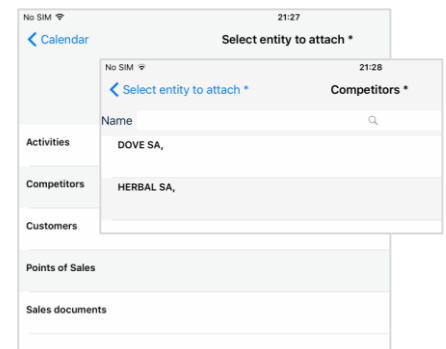 No SIM 21:27
Calendar Select entity to attach *
No SIM 21:28
Select entity to attach * Competitors *
Name
Activities
DOVE SA,
Competitors
HERBAL SA,
Customers
Points of Sales
Sales documents